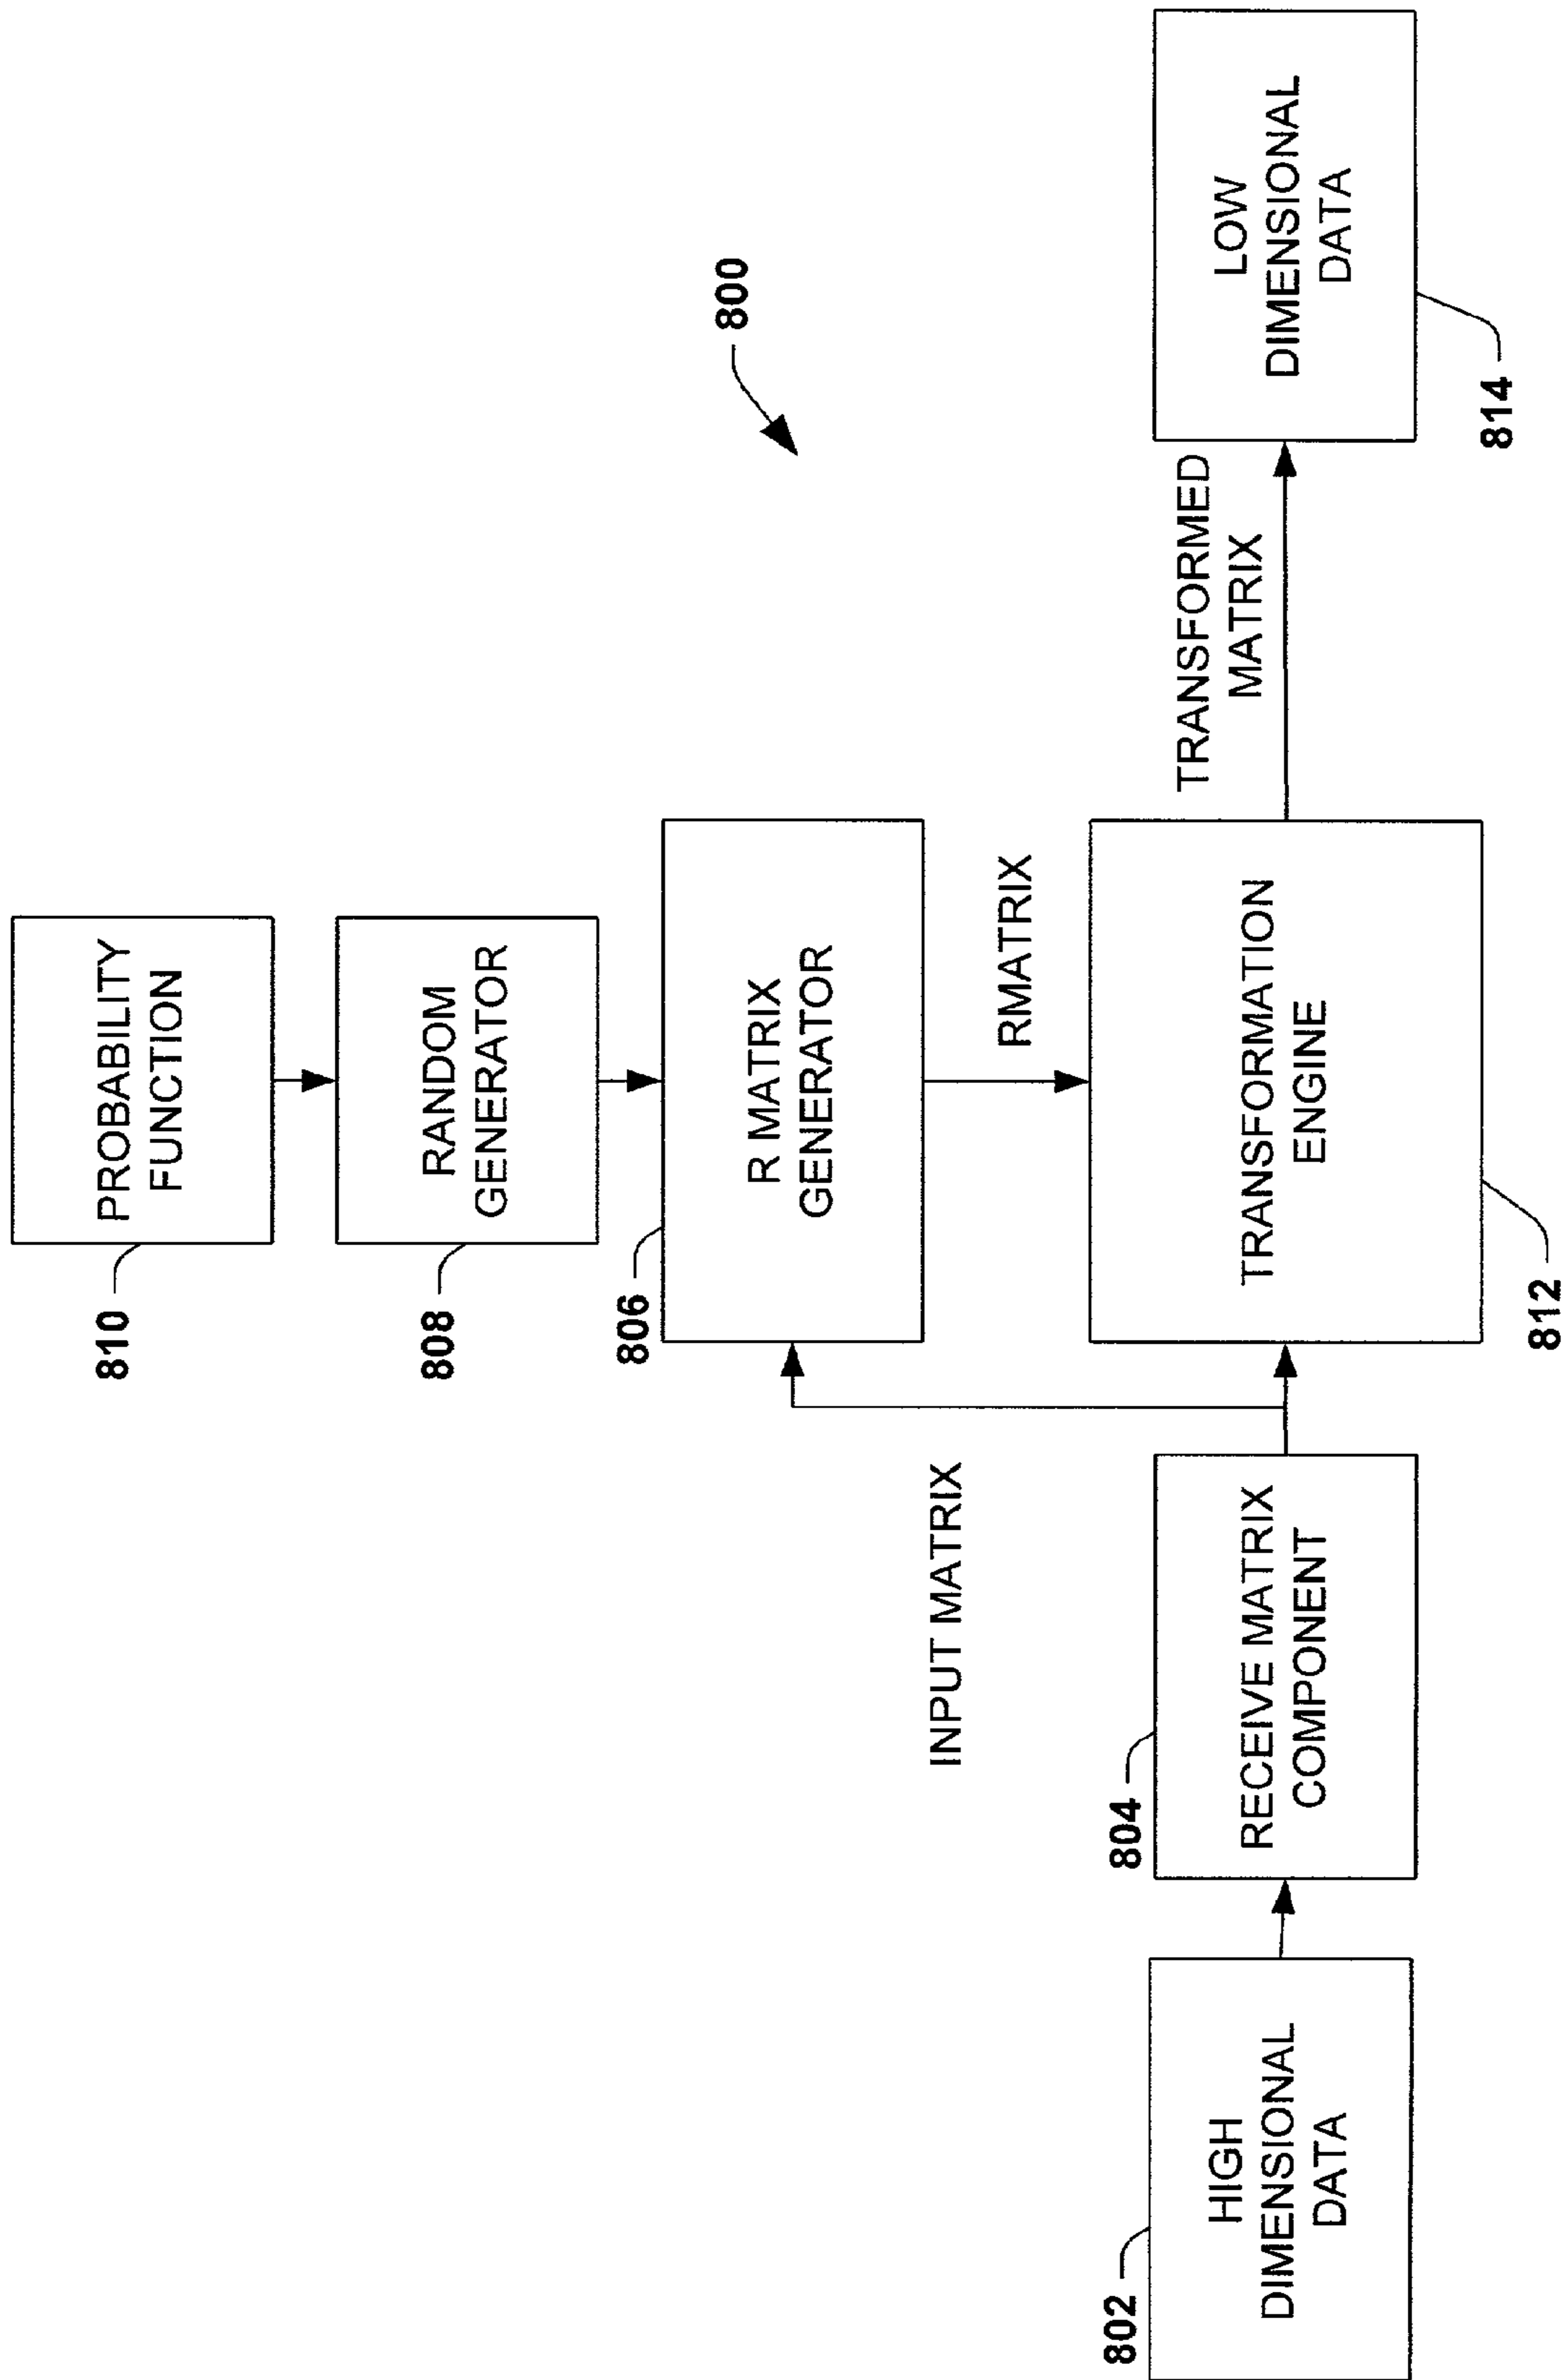 810
PROBABILITY
FUNCTION
808
RANDOM
GENERATOR
800
806
R MATRIX
GENERATOR
INPUT MATRIX
RMATRIX
802
HIGH
DIMENSIONAL
DATA
804
RECEIVE MATRIX
COMPONENT
TRANSFORMATION
ENGINE
812
TRANSFORMED
MATRIX
LOW
DIMENSIONAL
DATA
814